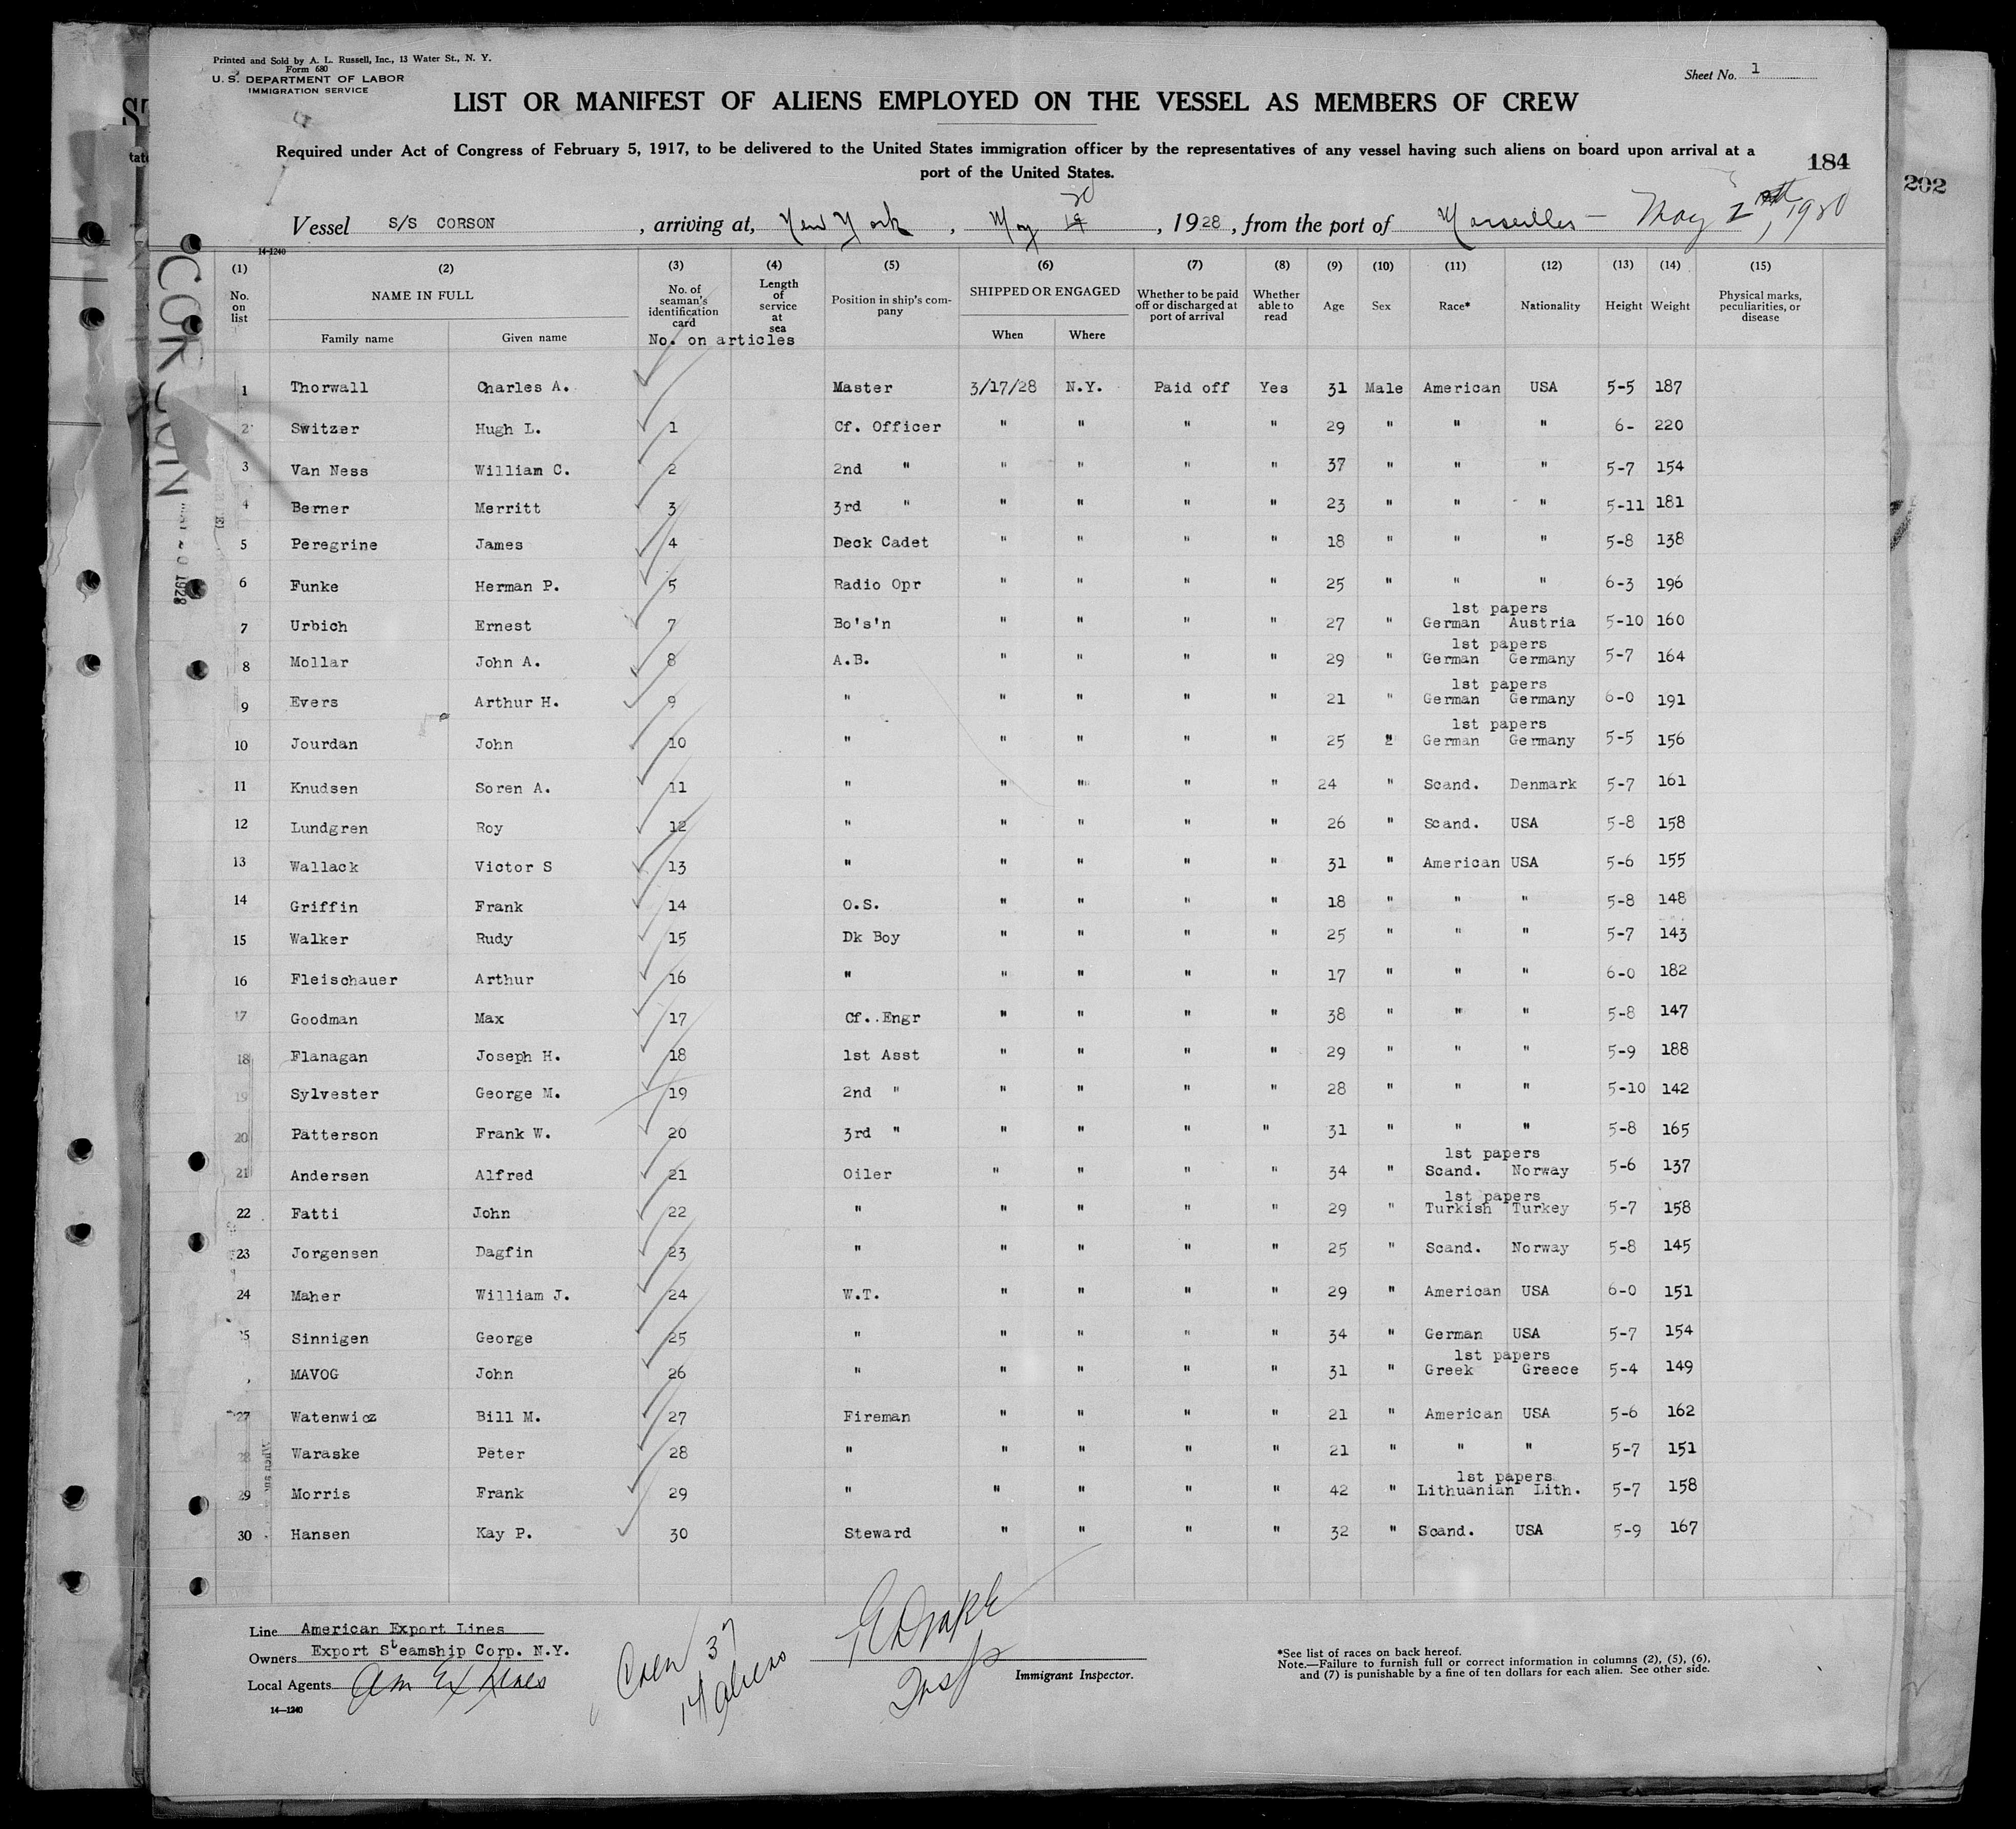 Printed and Sold by A. L. Russell, Inc., 13 Water St., N. Y.
Form 680
U. S. DEPARTMENT OF LABOR
IMMIGRATION SERVICE
Sheet No. 1
LIST OR MANIFEST OF ALIENS EMPLOYED ON THE VESSEL AS MEMBERS OF CREW
Required under Act of Congress of February 5, 1917, to be delivered to the United States immigration officer by the representatives of any vessel having such aliens on board upon arrival at a
port of the United States.
184
202
20
Vessel S/S CORSON , arriving at, New York , May 19 , 1928 , from the port of Marseilles — May 2
14-1240
(1) (2) (3) (4) (5) (6) (7) (8) (9) (10) (11) (12) (13) (14) (15)
No. on list NAME IN FULL Family name Given name No. of seaman's identification card Length of service at sea Position in ship's company SHIPPED OR ENGAGED When Where Whether to be paid off or discharged at port of arrival Whether able to read Age Sex Race* Nationality Height Weight Physical marks, peculiarities, or disease
No. on articles
1 Thorwall Charles A. Master 3/17/28 N.Y. Paid off Yes 31 Male American USA 5-5 187
2 Switzer Hugh L. 1 Cf. Officer " " " " 29 " " " 6- 220
3 Van Ness William C. 2 2nd " " " " " 37 " " " 5-7 154
4 Berner Merritt 3 3rd " " " " " 23 " " " 5-11 181
5 Peregrine James 4 Deck Cadet " " " " 18 " " " 5-8 138
6 Funke Herman P. 5 Radio Opr " " " " 25 " " " 6-3 196
1st papers
7 Urbich Ernest 7 Bo's'n " " " " 27 " German Austria 5-10 160
1st papers
8 Mollar John A. 8 A.B. " " " " 29 " German Germany 5-7 164
1st papers
9 Evers Arthur H. 9 " " " " " 21 " German Germany 6-0 191
1st papers
10 Jourdan John 10 " " " " " 25 " German Germany 5-5 156
11 Knudsen Soren A. 11 " " " " " 24 " Scand. Denmark 5-7 161
12 Lundgren Roy 12 " " " " " 26 " Scand. USA 5-8 158
13 Wallack Victor S 13 " " " " " 31 " American USA 5-6 155
14 Griffin Frank 14 O.S. " " " " 18 " " " 5-8 148
15 Walker Rudy 15 Dk Boy " " " " 25 " " " 5-7 143
16 Fleischauer Arthur 16 " " " " " 17 " " " 6-0 182
17 Goodman Max 17 Cf..Engr " " " " 38 " " " 5-8 147
18 Flanagan Joseph H. 18 1st Asst " " " " 29 " " " 5-9 188
19 Sylvester George M. 19 2nd " " " " " 28 " " " 5-10 142
20 Patterson Frank W. 20 3rd " " " " " 31 " " " 5-8 165
1st papers
21 Andersen Alfred 21 Oiler " " " " 34 " Scand. Norway 5-6 137
1st papers
22 Fatti John 22 " " " " " 29 " Turkish Turkey 5-7 158
23 Jorgensen Dagfin 23 " " " " " 25 " Scand. Norway 5-8 145
24 Maher William J. 24 W.T. " " " " 29 " American USA 6-0 151
25 Sinnigen George 25 " " " " " 34 " German USA 5-7 154
1st papers
MAVOG John 26 " " " " " 31 " Greek Greece 5-4 149
27 Watenwicz Bill M. 27 Fireman " " " " 21 " American USA 5-6 162
28 Waraske Peter 28 " " " " " 21 " " " 5-7 151
1st papers
29 Morris Frank 29 " " " " " 42 " Lithuanian Lith. 5-7 158
30 Hansen Kay P. 30 Steward " " " " 32 " Scand. USA 5-9 167
Line American Export Lines
Owners Export Steamship Corp. N.Y.
Local Agents Am Ex Lines
14—1240
Crew 37
14 Aliens
Insp
Immigrant Inspector.
*See list of races on back hereof.
Note.—Failure to furnish full or correct information in columns (2), (5), (6),
and (7) is punishable by a fine of ten dollars for each alien. See other side.
CORSON
1928